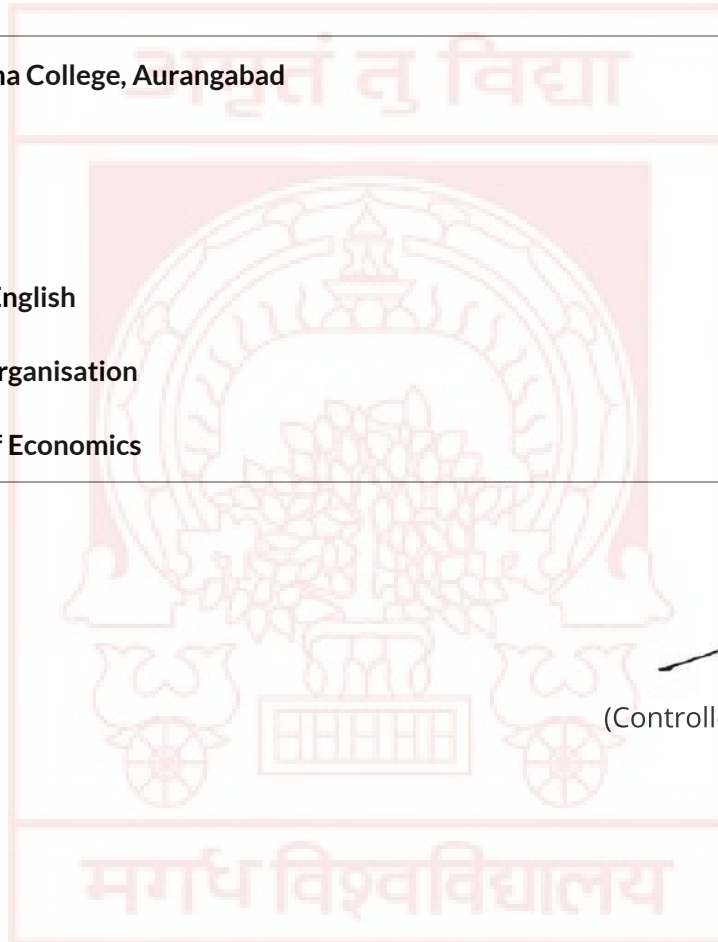 अमृतं तु विद्या
na College, Aurangabad
English
rganisation
f Economics
(Controll
मगध विश्वविद्यालय